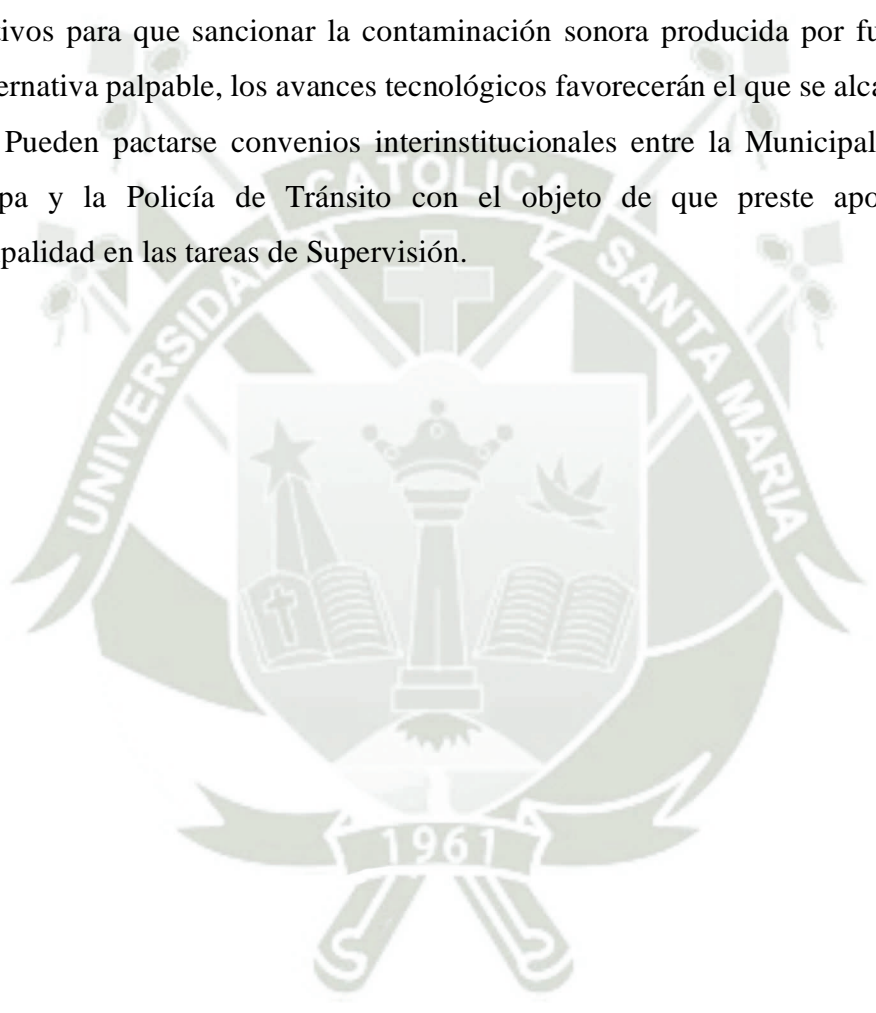 tivos para que sancionar la contaminación sonora producida por fu
ernativa palpable, los avances tecnológicos favorecerán el que se alca
Pueden pactarse convenios interinstitucionales entre la Municipal
pa y la Policía de Tránsito con el objeto de que preste apo
palidad en las tareas de Supervisión.
UNIVERSIDAD CATOLICA SANTA MARIA
1961